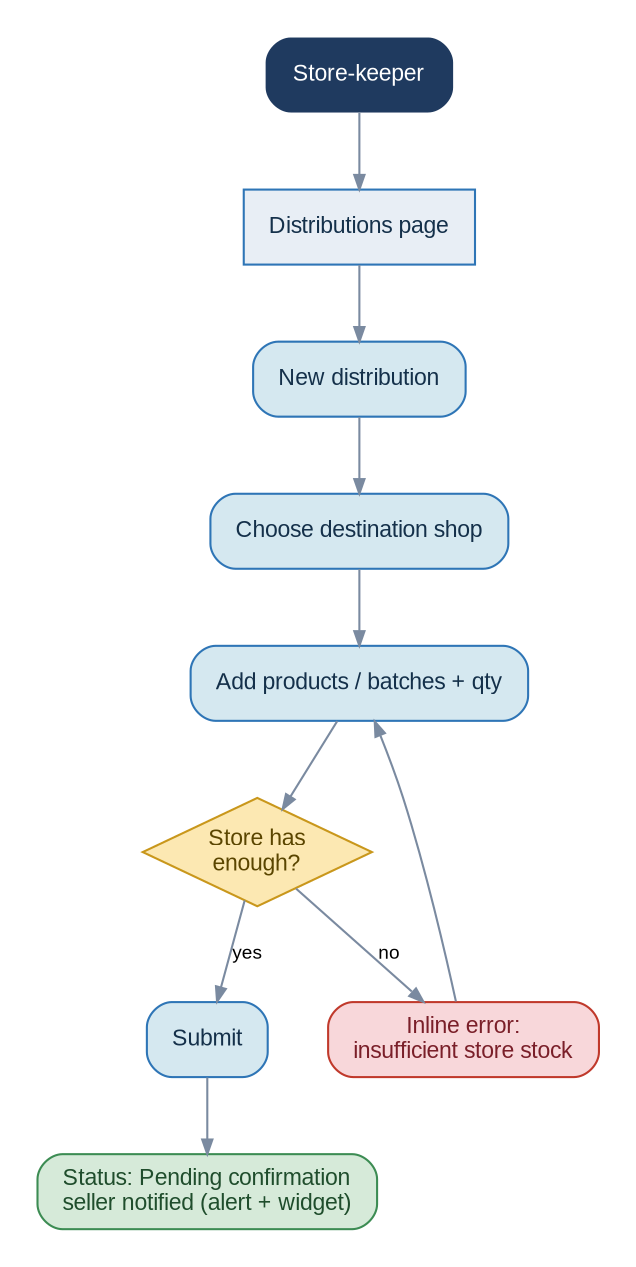 Store-keeper
Distributions page
New distribution
Choose destination shop
Add products / batches + qty
Store has
enough?
yes
no
Submit
Inline error:
insufficient store stock
Status: Pending confirmation
seller notified (alert + widget)